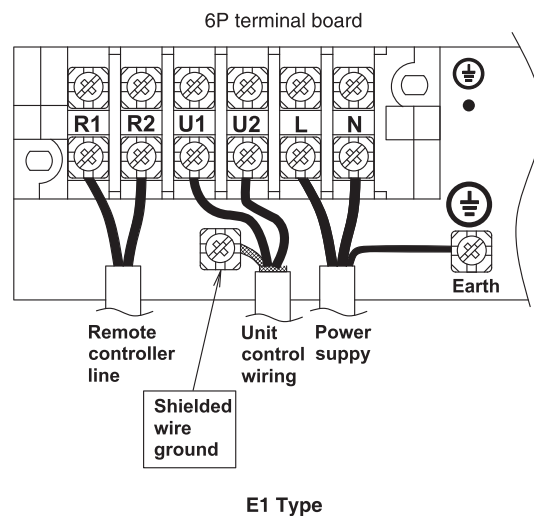 6P terminal board
R1 R2 U1 U2 L N
Earth
Remote
controller
line
Unit
control
wiring
Power
suppy
Shielded
wire
ground
E1 Type